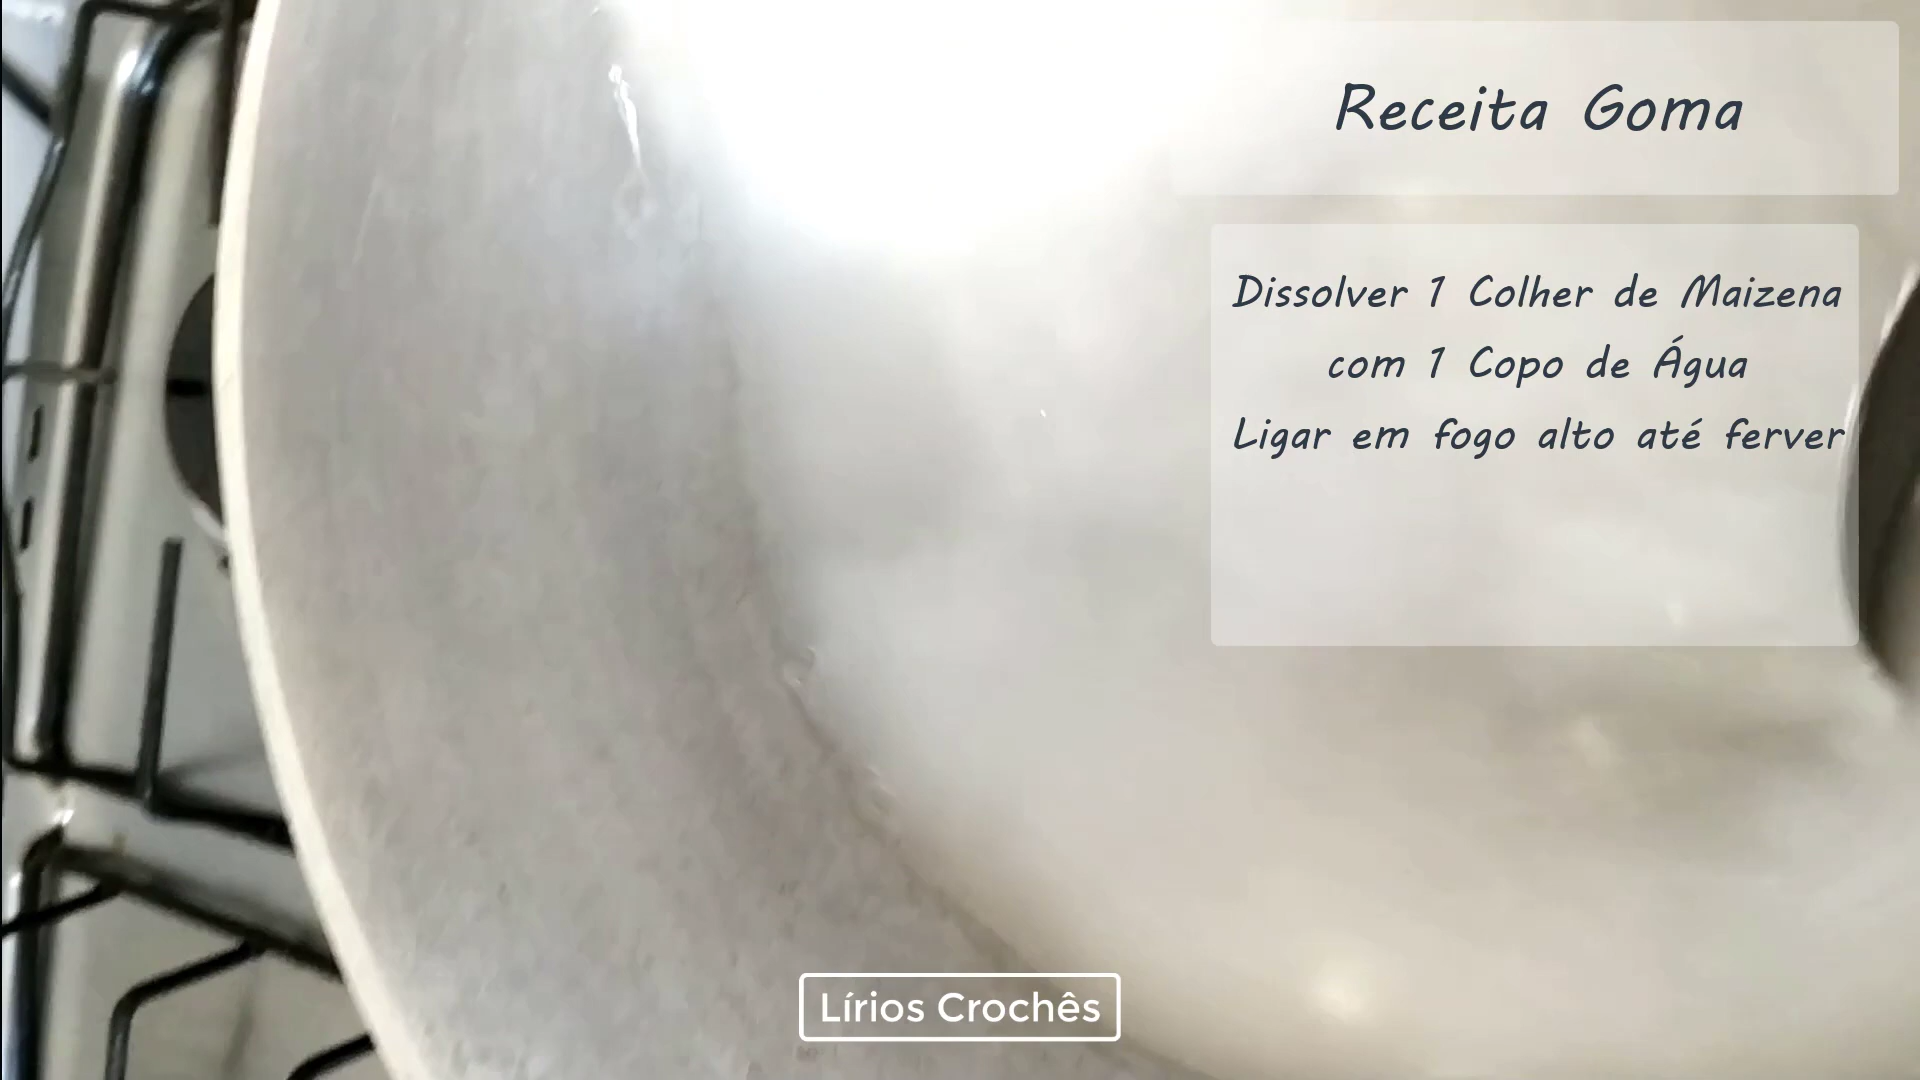 Receita Goma
Dissolver 1 Colher de Maizena
com 1 Copo de Água
Ligar em fogo alto até ferver
Lírios Crochês